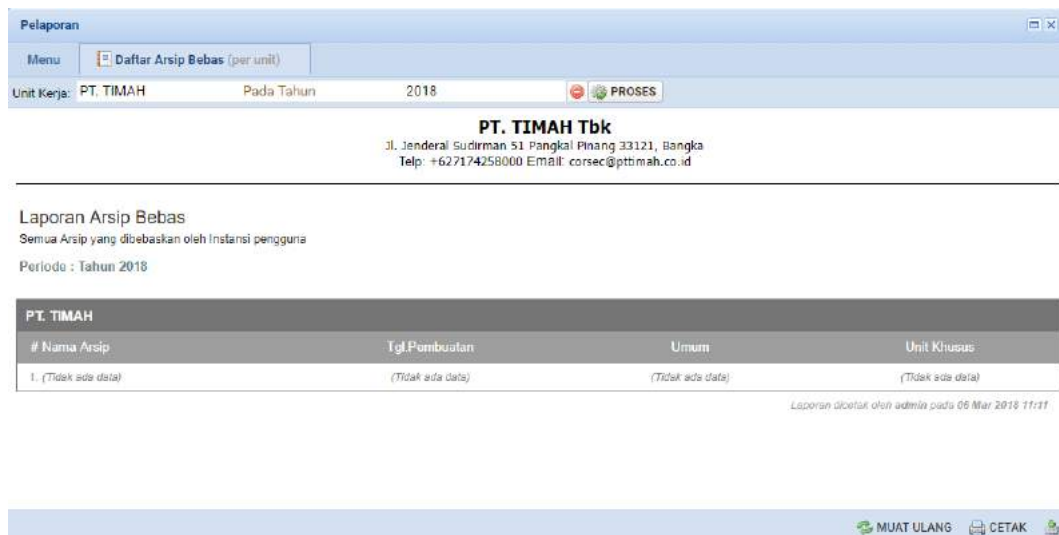 Pelaporan
Menu Daftar Arsip Bebas (per unit)
Unit Kerja: PT. TIMAH Pada Tahun 2018 PROSES
PT. TIMAH Tbk
Jl. Jenderal Sudirman 51 Pangkal Pinang 33121, Bangka
Telp: +627174258000 Email: corsec@pttimah.co.id
Laporan Arsip Bebas
Semua Arsip yang dibebaskan oleh Instansi pengguna
Periode : Tahun 2018
PT. TIMAH
# Nama Arsip Tgl.Pembuatan Umum Unit Khusus
1. (Tidak ada data) (Tidak ada data) (Tidak ada data) (Tidak ada data)
Laporan dicetak oleh admin pada 06 Mar 2018 11:11
MUAT ULANG CETAK